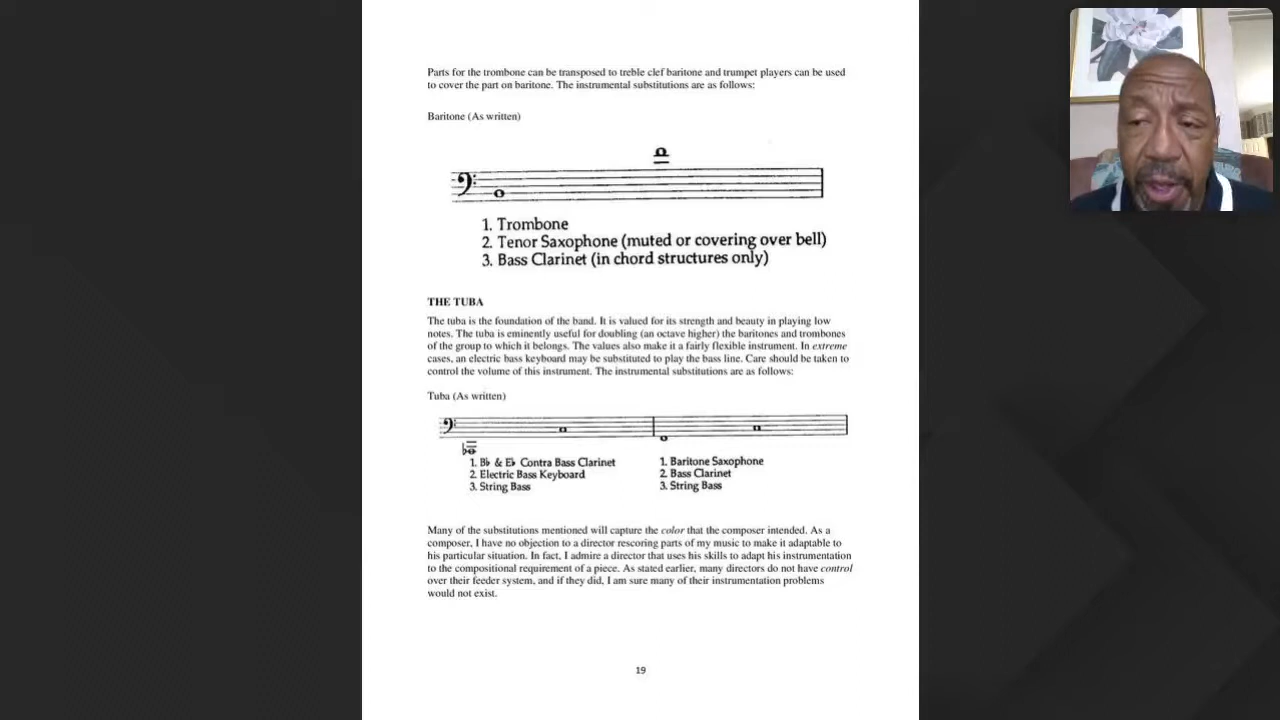 Parts for the trombone can be transposed to treble clef baritone and trumpet players can be used
to cover the part on baritone. The instrumental substitutions are as follows:
Baritone (As written)
1. Trombone
2. Tenor Saxophone (muted or covering over bell)
3. Bass Clarinet (in chord structures only)
THE TUBA
The tuba is the foundation of the band. It is valued for its strength and beauty in playing low
notes. The tuba is eminently useful for doubling (an octave higher) the baritones and trombones
of the group to which it belongs. The values also make it a fairly flexible instrument. In extreme
cases, an electric bass keyboard may be substituted to play the bass line. Care should be taken to
control the volume of this instrument. The instrumental substitutions are as follows:
Tuba (As written)
1. B♭ & E♭ Contra Bass Clarinet
2. Electric Bass Keyboard
3. String Bass
1. Baritone Saxophone
2. Bass Clarinet
3. String Bass
Many of the substitutions mentioned will capture the color that the composer intended. As a
composer, I have no objection to a director rescoring parts of my music to make it adaptable to
his particular situation. In fact, I admire a director that uses his skills to adapt his instrumentation
to the compositional requirement of a piece. As stated earlier, many directors do not have control
over their feeder system, and if they did, I am sure many of their instrumentation problems
would not exist.
19